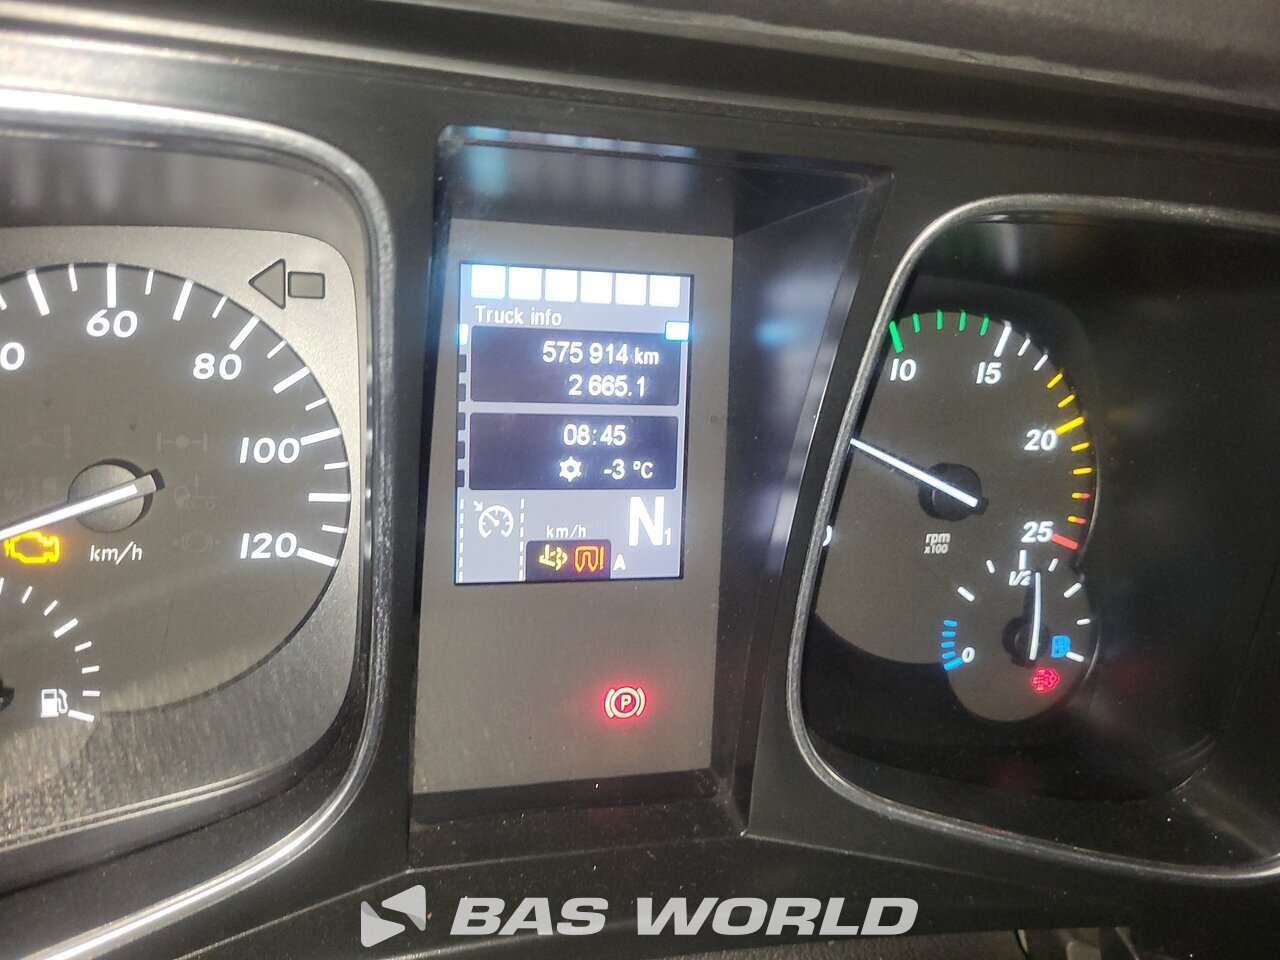 60
80
100
120
km/h
Truck info
575 914 km
2 665.1
08:45
-3 °C
N1
km/h
A
P
10
15
20
25
rpm
x100
1/2
0
BAS WORLD